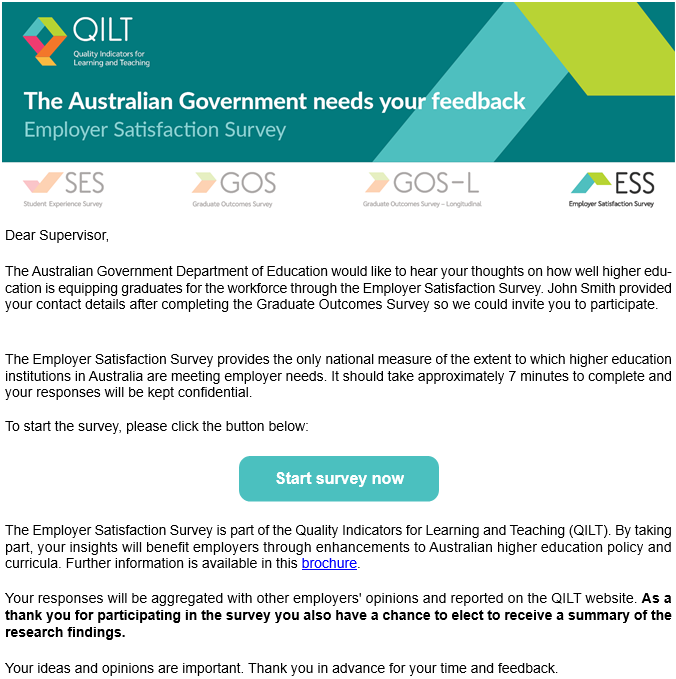 QILT
Quality Indicators for
Learning and Teaching
The Australian Government needs your feedback
Employer Satisfaction Survey
SES
Student Experience Survey
GOS
Graduate Outcomes Survey
GOS-L
Graduate Outcomes Survey – Longitudinal
ESS
Employer Satisfaction Survey
Dear Supervisor,
The Australian Government Department of Education would like to hear your thoughts on how well higher edu-
cation is equipping graduates for the workforce through the Employer Satisfaction Survey. John Smith provided
your contact details after completing the Graduate Outcomes Survey so we could invite you to participate.
The Employer Satisfaction Survey provides the only national measure of the extent to which higher education
institutions in Australia are meeting employer needs. It should take approximately 7 minutes to complete and
your responses will be kept confidential.
To start the survey, please click the button below:
Start survey now
The Employer Satisfaction Survey is part of the Quality Indicators for Learning and Teaching (QILT). By taking
part, your insights will benefit employers through enhancements to Australian higher education policy and
curricula. Further information is available in this brochure.
Your responses will be aggregated with other employers' opinions and reported on the QILT website. As a
thank you for participating in the survey you also have a chance to elect to receive a summary of the
research findings.
Your ideas and opinions are important. Thank you in advance for your time and feedback.